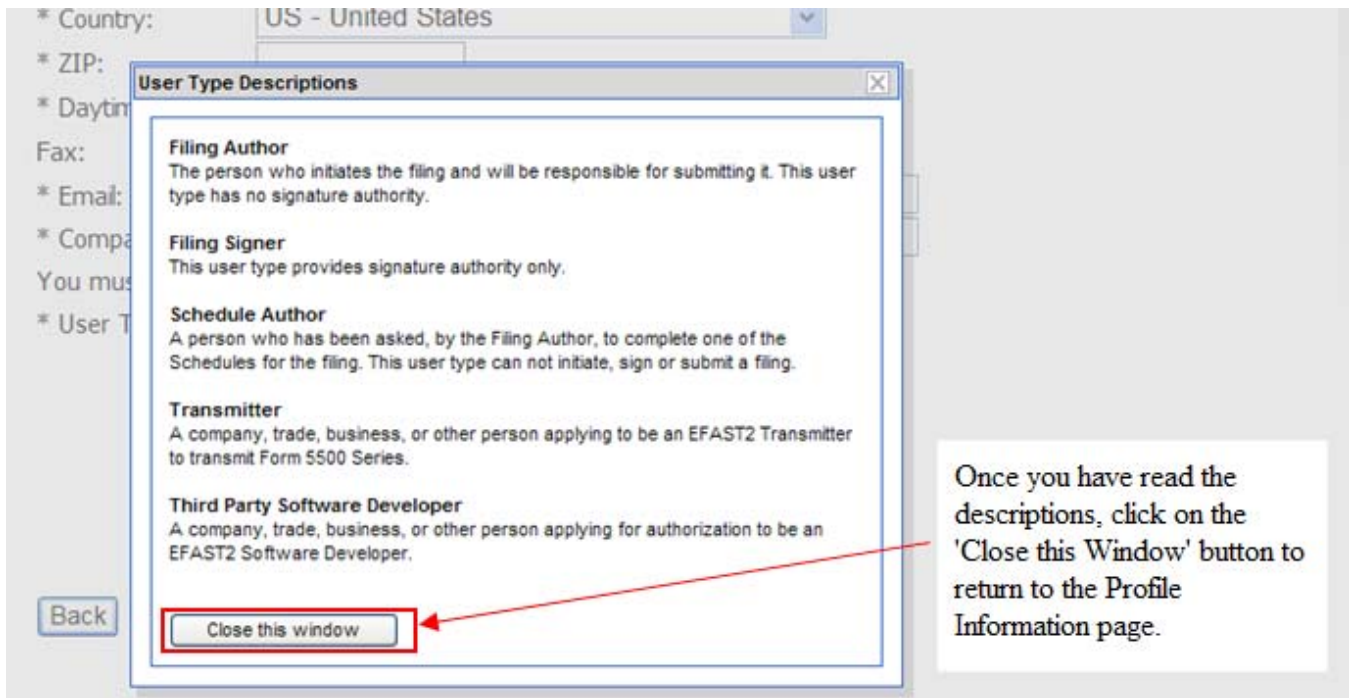 * Country:
US - United States
* ZIP:
User Type Descriptions
* Daytim
Fax:
* Email:
* Compa
You mus
* User T
Filing Author
The person who initiates the filing and will be responsible for submitting it. This user
type has no signature authority.
Filing Signer
This user type provides signature authority only.
Schedule Author
A person who has been asked, by the Filing Author, to complete one of the
Schedules for the filing. This user type can not initiate, sign or submit a filing.
Transmitter
A company, trade, business, or other person applying to be an EFAST2 Transmitter
to transmit Form 5500 Series.
Third Party Software Developer
A company, trade, business, or other person applying for authorization to be an
EFAST2 Software Developer.
Back
Close this window
Once you have read the
descriptions, click on the
'Close this Window' button to
return to the Profile
Information page.